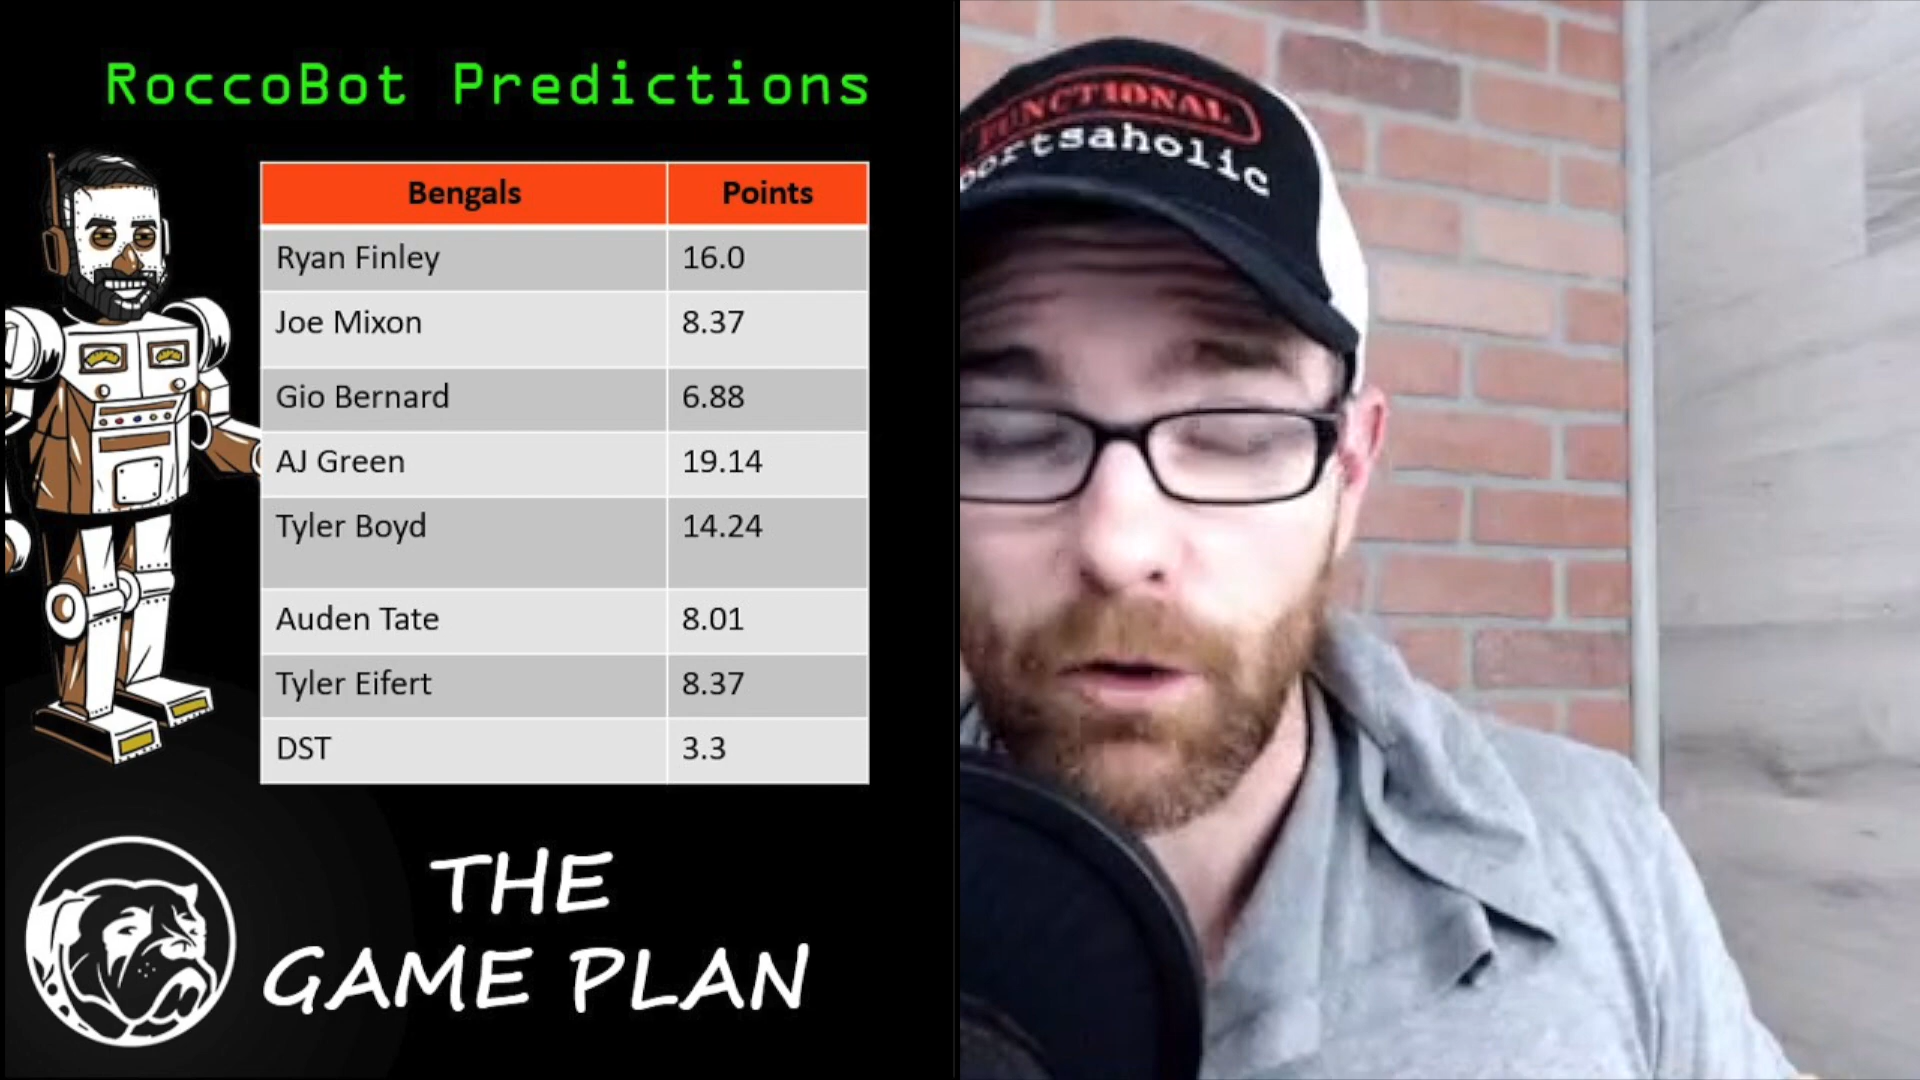 RoccoBot Predictions
Bengals Points
Ryan Finley 16.0
Joe Mixon 8.37
Gio Bernard 6.88
AJ Green 19.14
Tyler Boyd 14.24
Auden Tate 8.01
Tyler Eifert 8.37
DST 3.3
THE
GAME PLAN
FUNCTIONAL
portsaholic